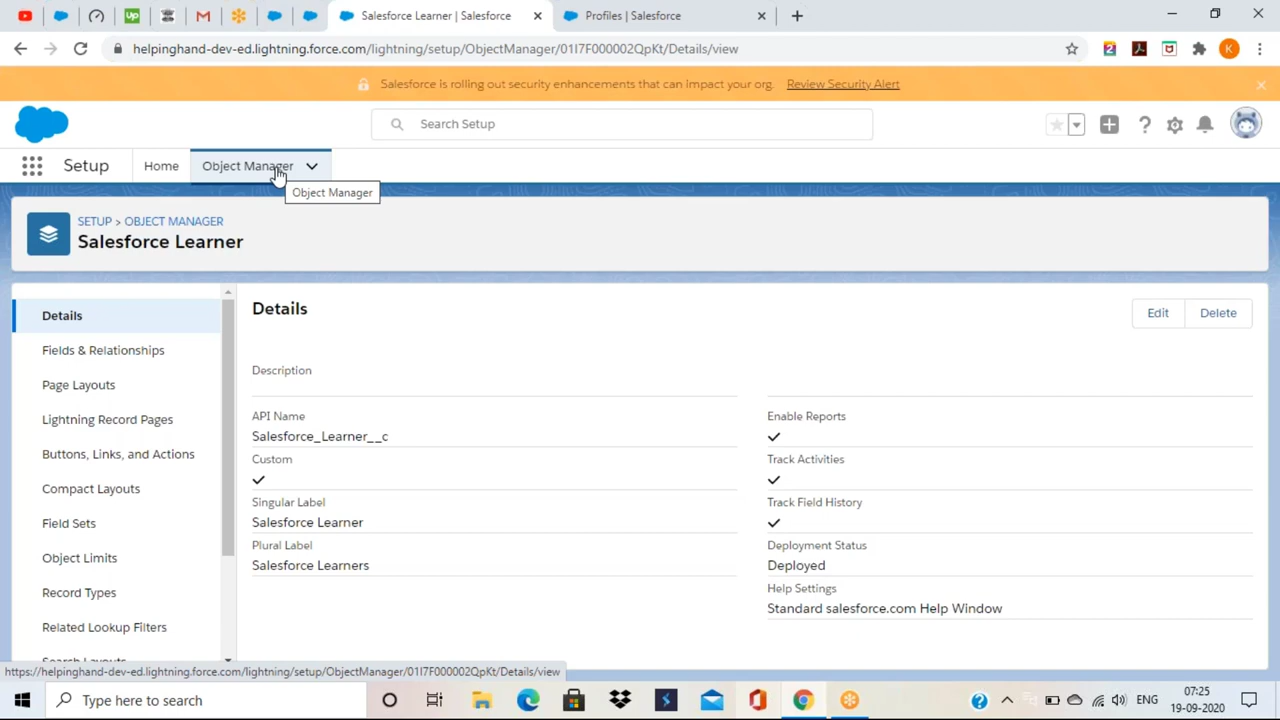 Up
Salesforce Learner | Salesforce
Profiles | Salesforce
helpinghand-dev-ed.lightning.force.com/lightning/setup/ObjectManager/01I7F000002QpKt/Details/view
2
K
Salesforce is rolling out security enhancements that can impact your org. Review Security Alert
Search Setup
Setup
Home
Object Manager
Object Manager
SETUP > OBJECT MANAGER
Salesforce Learner
Details
Fields & Relationships
Page Layouts
Lightning Record Pages
Buttons, Links, and Actions
Compact Layouts
Field Sets
Object Limits
Record Types
Related Lookup Filters
Search Layouts
Details
Edit
Delete
Description
API Name
Salesforce_Learner__c
Custom
Singular Label
Salesforce Learner
Plural Label
Salesforce Learners
Enable Reports
Track Activities
Track Field History
Deployment Status
Deployed
Help Settings
Standard salesforce.com Help Window
https://helpinghand-dev-ed.lightning.force.com/lightning/setup/ObjectManager/01I7F000002QpKt/Details/view
Type here to search
ENG
07:25
19-09-2020